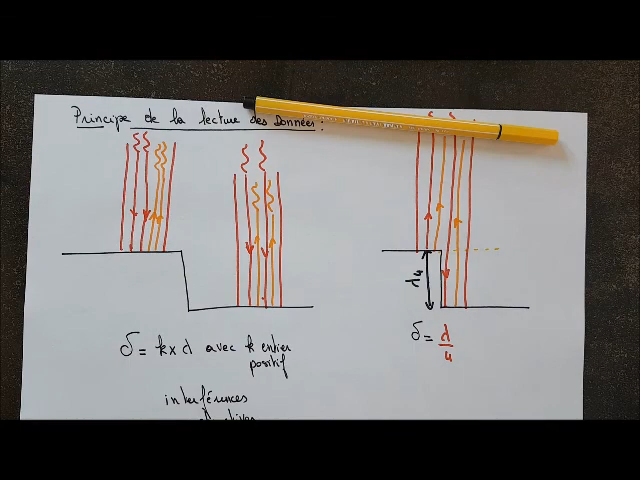 Principe de la lecture des Données :
λ/4
δ = k x λ avec k entier
positif
δ = λ/4
interférences